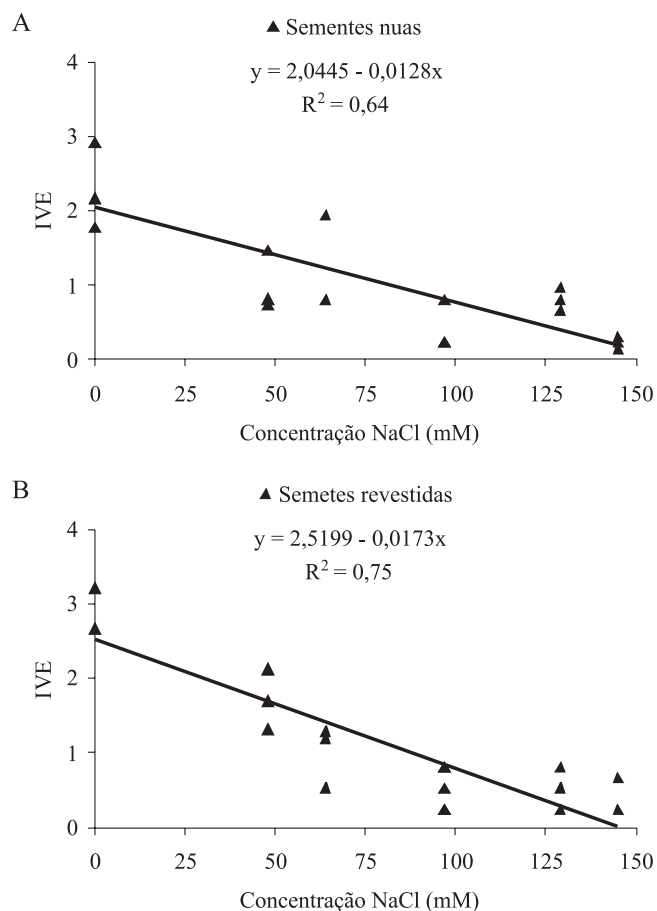 A
▲ Sementes nuas
y = 2,0445 - 0,0128x
R² = 0,64
4
3
2
1
0
IVE
0 25 50 75 100 125 150
Concentração NaCl (mM)
B
▲ Semetes revestidas
y = 2,5199 - 0,0173x
R² = 0,75
4
3
2
1
0
IVE
0 25 50 75 100 125 150
Concentração NaCl (mM)